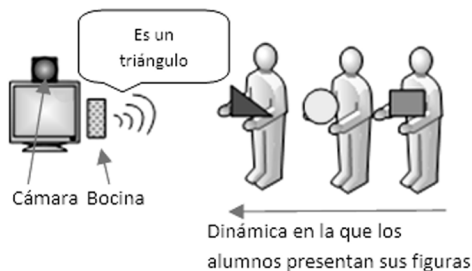 Es un
triángulo
Cámara Bocina
Dinámica en la que los
alumnos presentan sus figuras